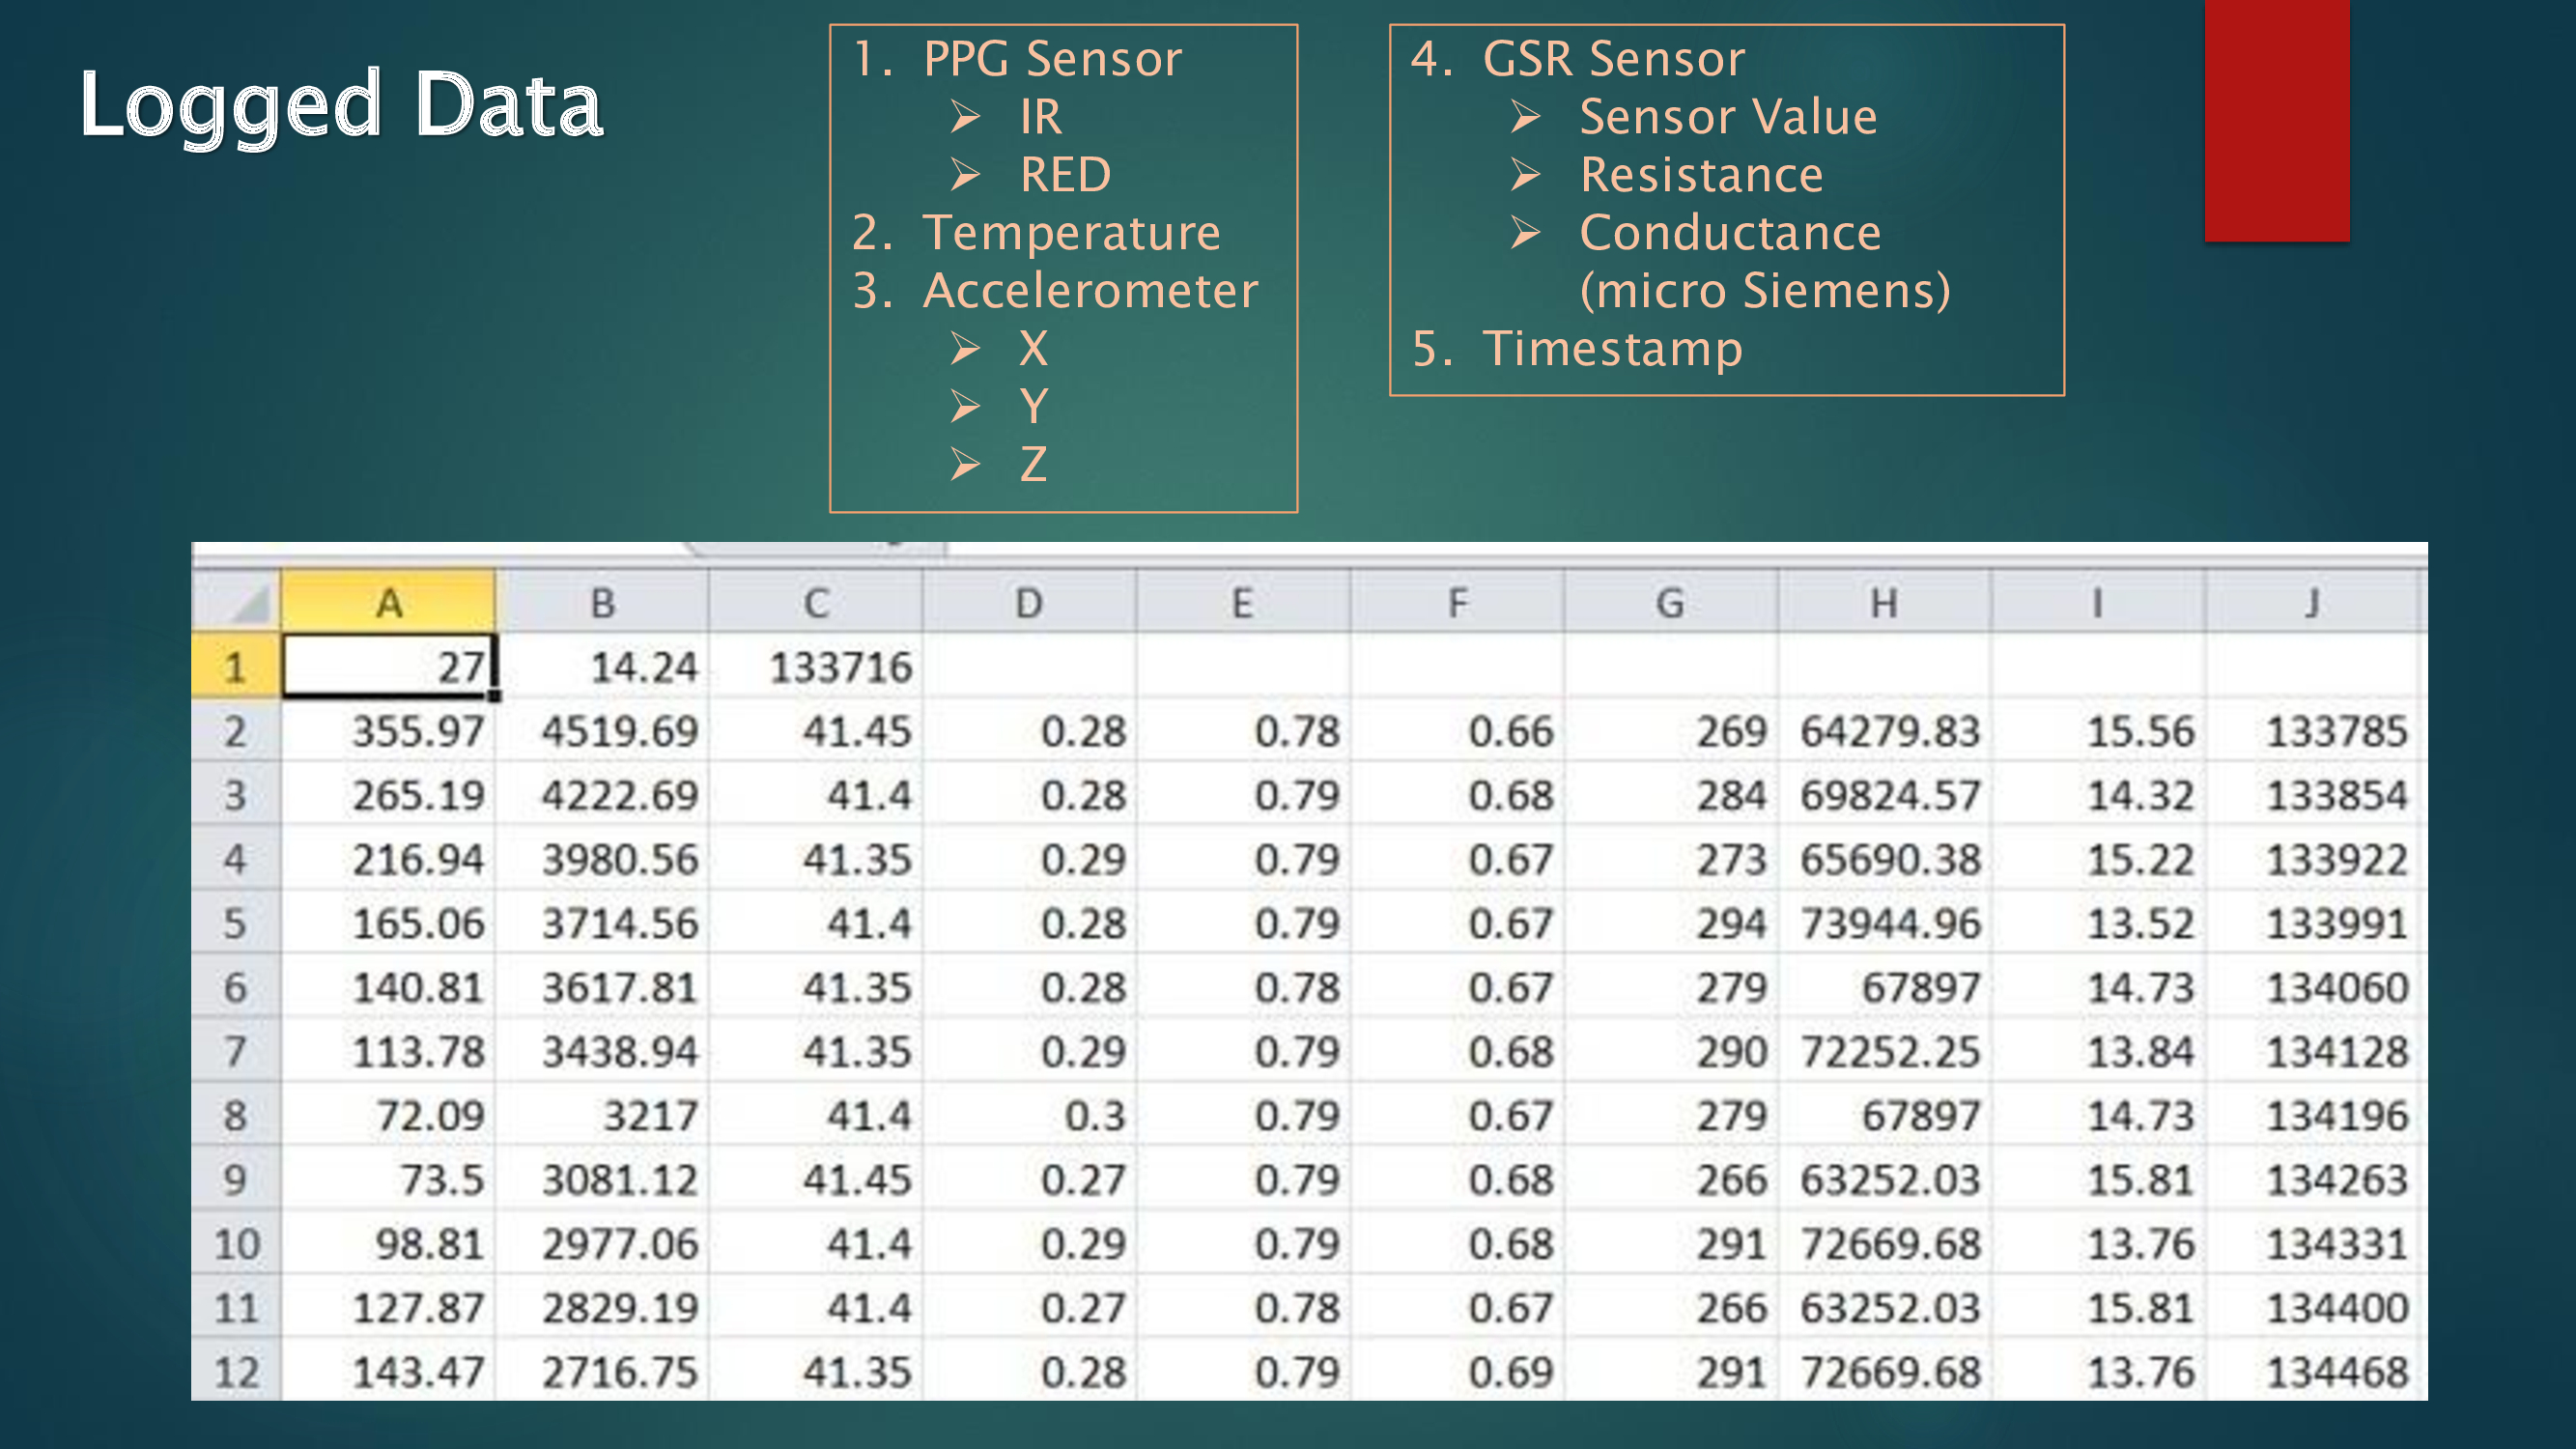 Logged Data
1. PPG Sensor
➢ IR
➢ RED
2. Temperature
3. Accelerometer
➢ X
➢ Y
➢ Z
4. GSR Sensor
➢ Sensor Value
➢ Resistance
➢ Conductance
(micro Siemens)
5. Timestamp
A B C D E F G H I J
1 27 14.24 133716
2 355.97 4519.69 41.45 0.28 0.78 0.66 269 64279.83 15.56 133785
3 265.19 4222.69 41.4 0.28 0.79 0.68 284 69824.57 14.32 133854
4 216.94 3980.56 41.35 0.29 0.79 0.67 273 65690.38 15.22 133922
5 165.06 3714.56 41.4 0.28 0.79 0.67 294 73944.96 13.52 133991
6 140.81 3617.81 41.35 0.28 0.78 0.67 279 67897 14.73 134060
7 113.78 3438.94 41.35 0.29 0.79 0.68 290 72252.25 13.84 134128
8 72.09 3217 41.4 0.3 0.79 0.67 279 67897 14.73 134196
9 73.5 3081.12 41.45 0.27 0.79 0.68 266 63252.03 15.81 134263
10 98.81 2977.06 41.4 0.29 0.79 0.68 291 72669.68 13.76 134331
11 127.87 2829.19 41.4 0.27 0.78 0.67 266 63252.03 15.81 134400
12 143.47 2716.75 41.35 0.28 0.79 0.69 291 72669.68 13.76 134468